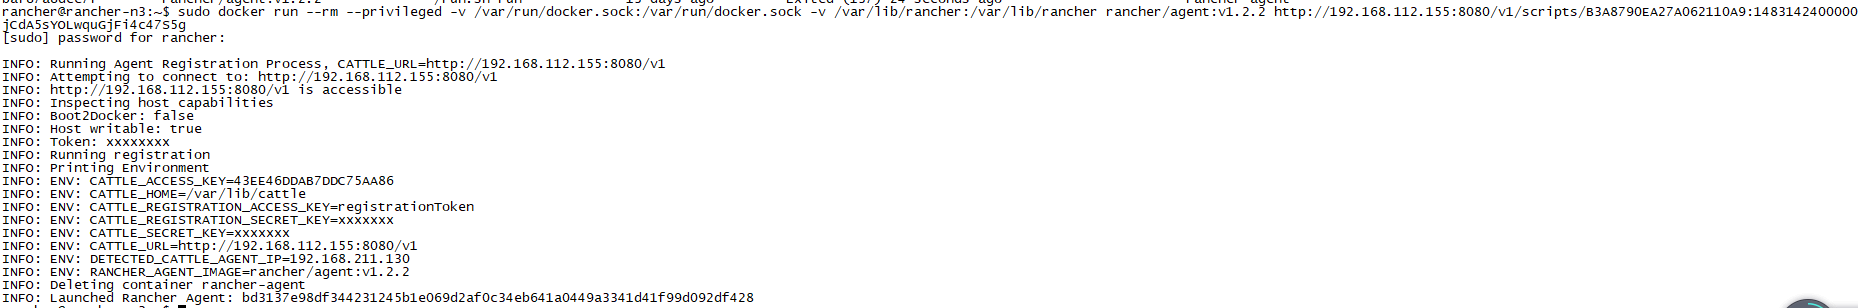 rancher@rancher-n3:~$ sudo docker run --rm --privileged -v /var/run/docker.sock:/var/run/docker.sock -v /var/lib/rancher:/var/lib/rancher rancher/agent:v1.2.2 http://192.168.112.155:8080/v1/scripts/B3A8790EA27A062110A9:1483142400000
jCdA5sYOLwquGjFi4c47S5g
[sudo] password for rancher:
INFO: Running Agent Registration Process, CATTLE_URL=http://192.168.112.155:8080/v1
INFO: Attempting to connect to: http://192.168.112.155:8080/v1
INFO: http://192.168.112.155:8080/v1 is accessible
INFO: Inspecting host capabilities
INFO: Boot2Docker: false
INFO: Host writable: true
INFO: Token: xxxxxxxx
INFO: Running registration
INFO: Printing Environment
INFO: ENV: CATTLE_ACCESS_KEY=43EE46DDAB7DDC75AA86
INFO: ENV: CATTLE_HOME=/var/lib/cattle
INFO: ENV: CATTLE_REGISTRATION_ACCESS_KEY=registrationToken
INFO: ENV: CATTLE_REGISTRATION_SECRET_KEY=xxxxxxx
INFO: ENV: CATTLE_SECRET_KEY=xxxxxxx
INFO: ENV: CATTLE_URL=http://192.168.112.155:8080/v1
INFO: ENV: DETECTED_CATTLE_AGENT_IP=192.168.211.130
INFO: ENV: RANCHER_AGENT_IMAGE=rancher/agent:v1.2.2
INFO: Deleting container rancher-agent
INFO: Launched Rancher Agent: bd3137e98df344231245b1e069d2af0c34eb641a0449a3341d41f99d092df428